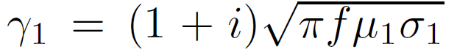 γ₁ = (1 + i)√(πfμ₁σ₁)